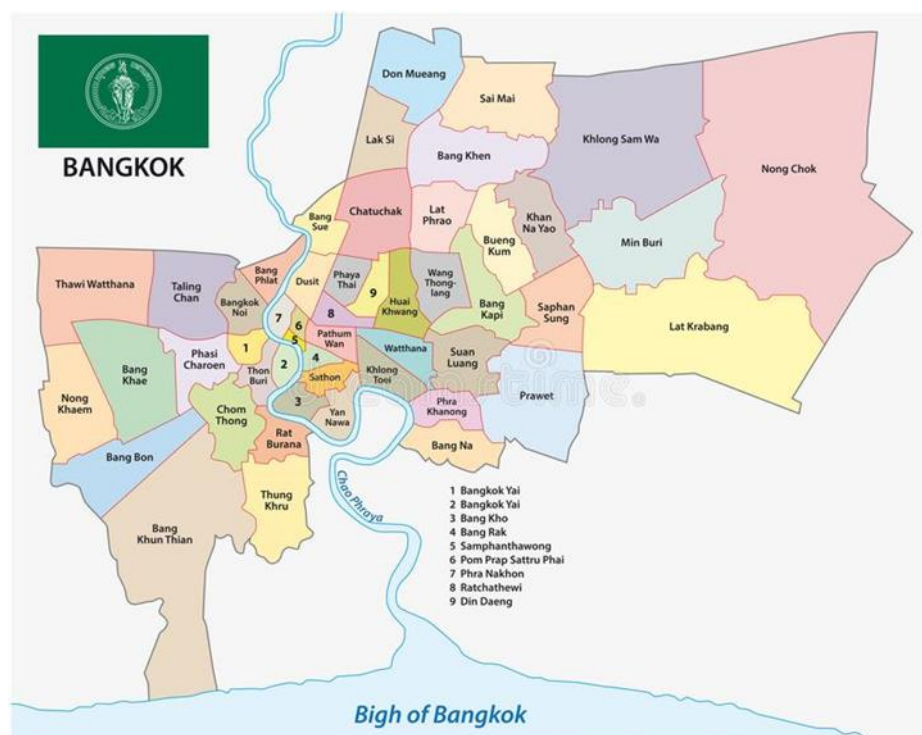 BANGKOK
Don Mueang
Sai Mai
Lak Si
Bang Khen
Khlong Sam Wa
Nong Chok
Chatuchak
Lat
Phrao
Bang
Sue
Bueng
Kum
Khan
Na Yao
Min Buri
Thawi Watthana
Taling
Chan
Bang
Phlat
Dusit
Phaya
Thai
9
Huai
Khwang
Wang
Thong-
lang
Bang
Kapi
Saphan
Sung
Lat Krabang
Bangkok
Noi
7
6
8
5
Pathum
Wan
Watthana
Suan
Luang
Prawet
Phasi
Charoen
1
Thon
Buri
2
4
Sathon
Khlong
Toei
Bang
Khae
Nong
Khaem
Chom
Thong
3
Yan
Nawa
Phra
Khanong
Bang Na
Rat
Burana
Bang Bon
Thung
Khru
Bang
Khun Thian
Chao Phraya
1 Bangkok Yai
2 Bangkok Yai
3 Bang Kho
4 Bang Rak
5 Samphanthawong
6 Pom Prap Sattru Phai
7 Phra Nakhon
8 Ratchathewi
9 Din Daeng
Bigh of Bangkok